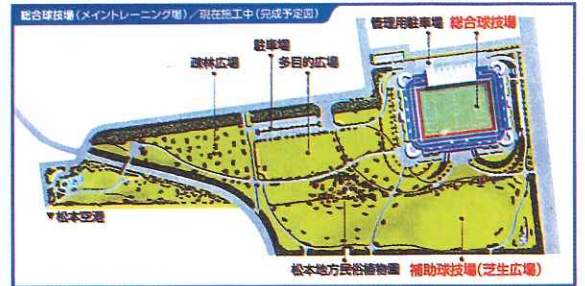 総合球技場(メイントレーニング場)/現在施工中(完成予定図)
管理用駐車場 総合球技場
駐車場
疎林広場 多目的広場
▼松本空港
松本地方民俗植物園 補助球技場(芝生広場)